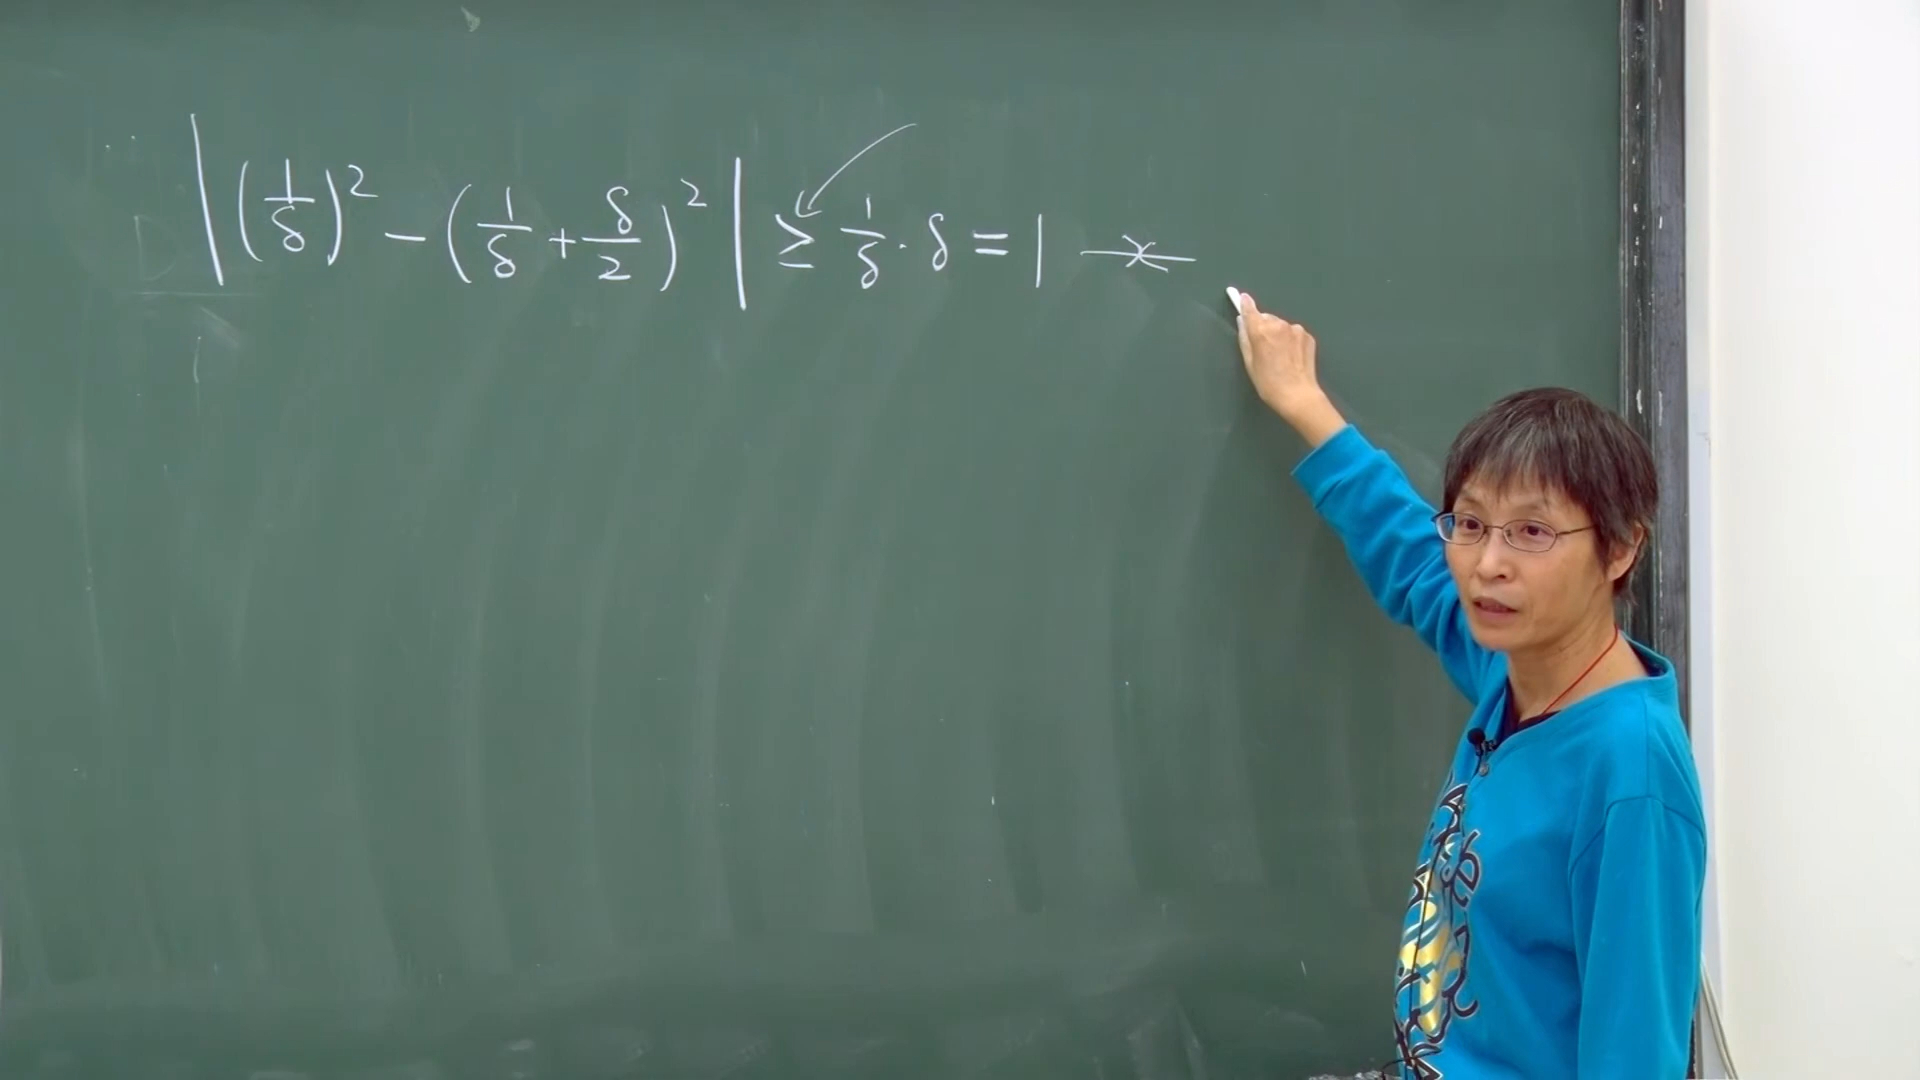 |(1/δ)² − (1/δ + δ/2)²| ≥ 1/δ · δ = 1 ※